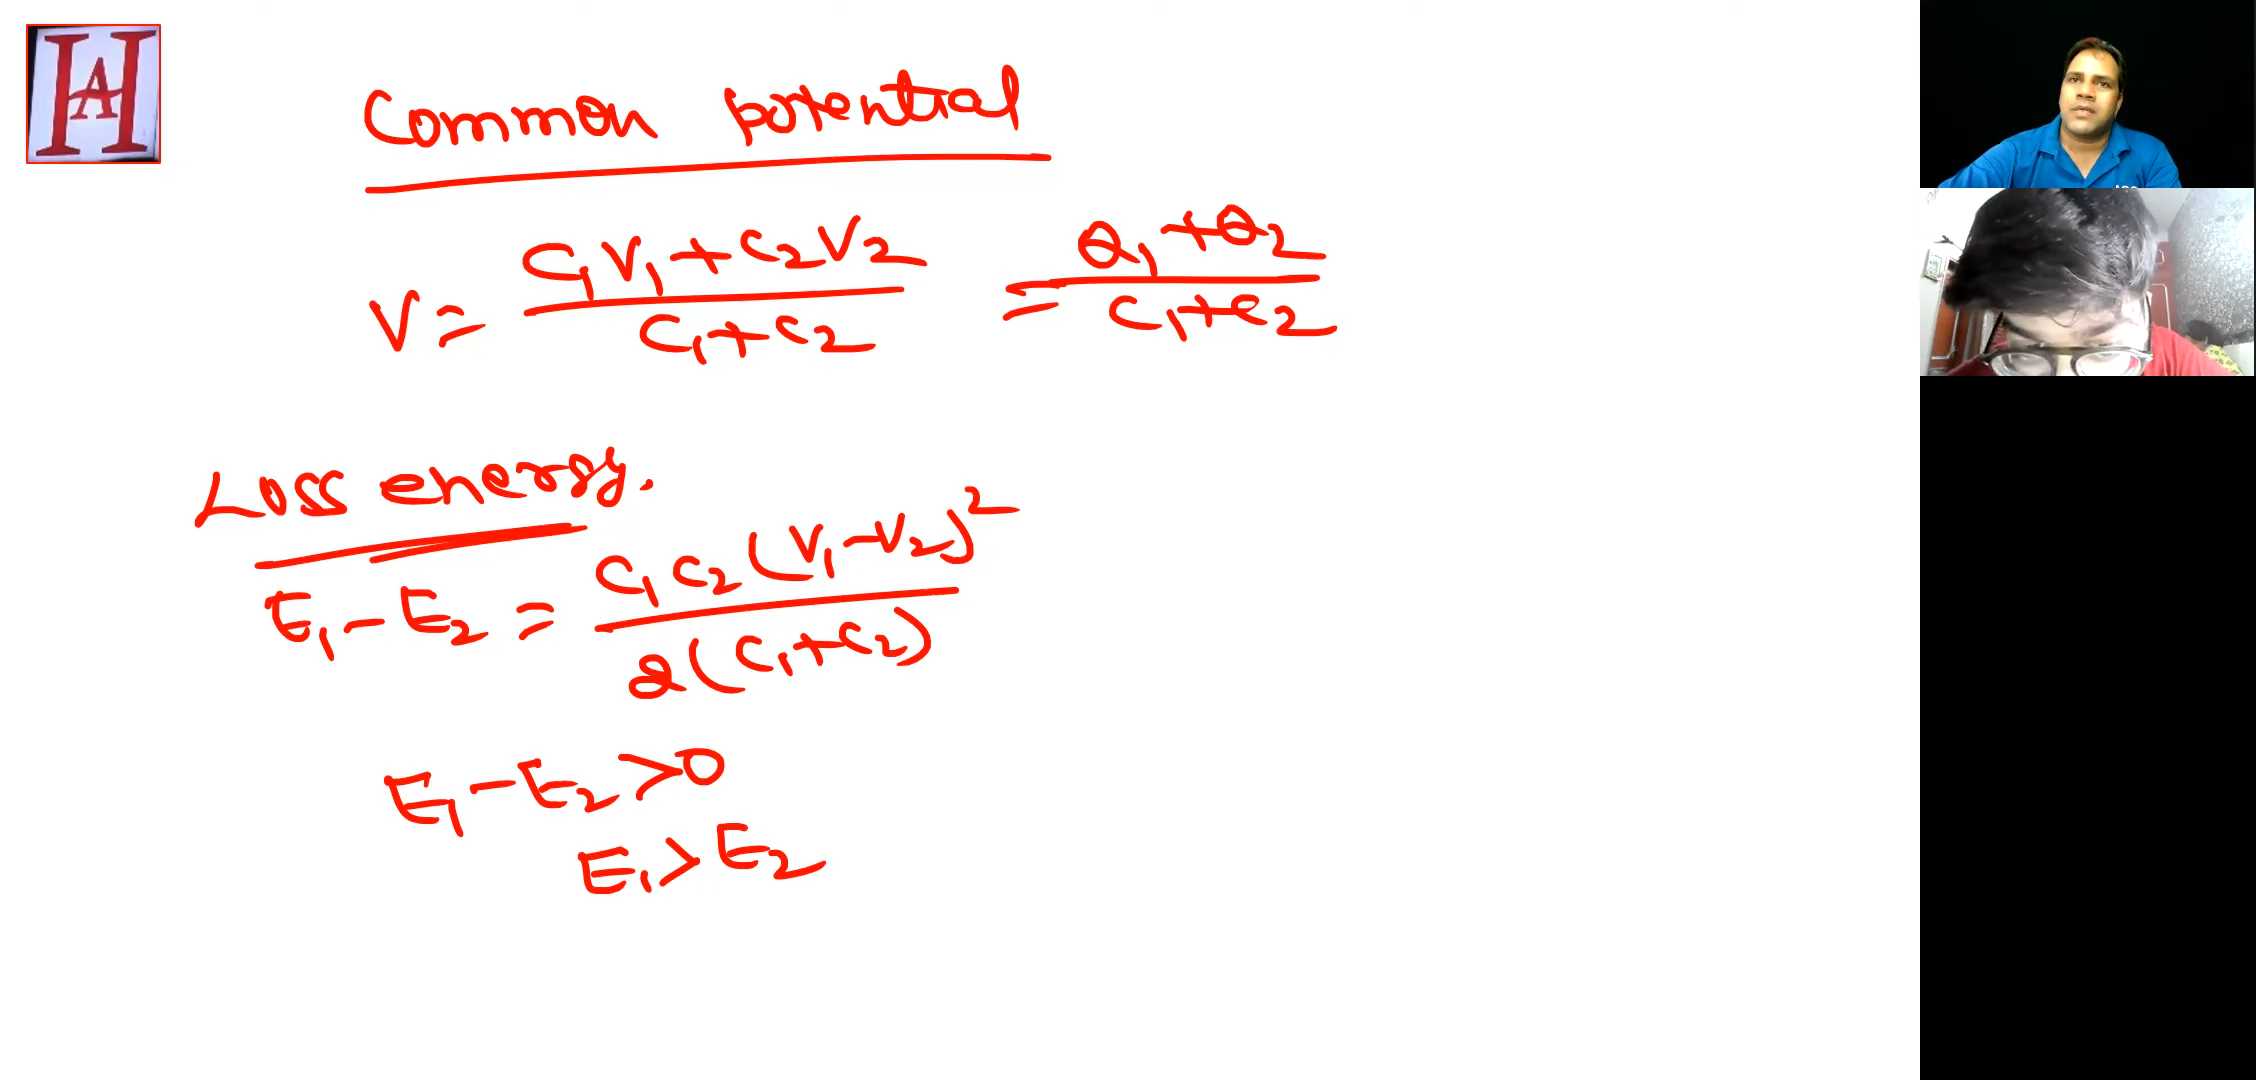 HA
Common potential
V = C₁V₁+C₂V₂ / C₁+C₂ = Q₁+Q₂ / C₁+C₂
Loss energy.
E₁-E₂ = C₁C₂(V₁-V₂)² / 2(C₁+C₂)
E₁-E₂>0
E₁>E₂